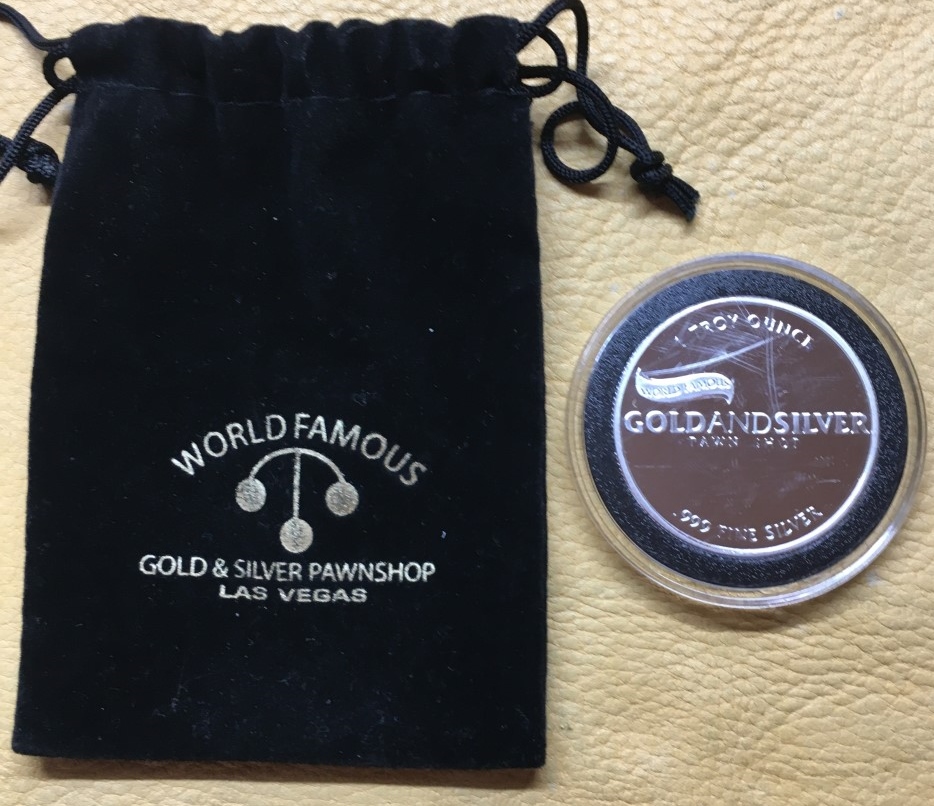 WORLD FAMOUS
GOLD & SILVER PAWNSHOP
LAS VEGAS
1 TROY OUNCE
WORLD FAMOUS
GOLDANDSILVER
PAWN SHOP
.999 FINE SILVER